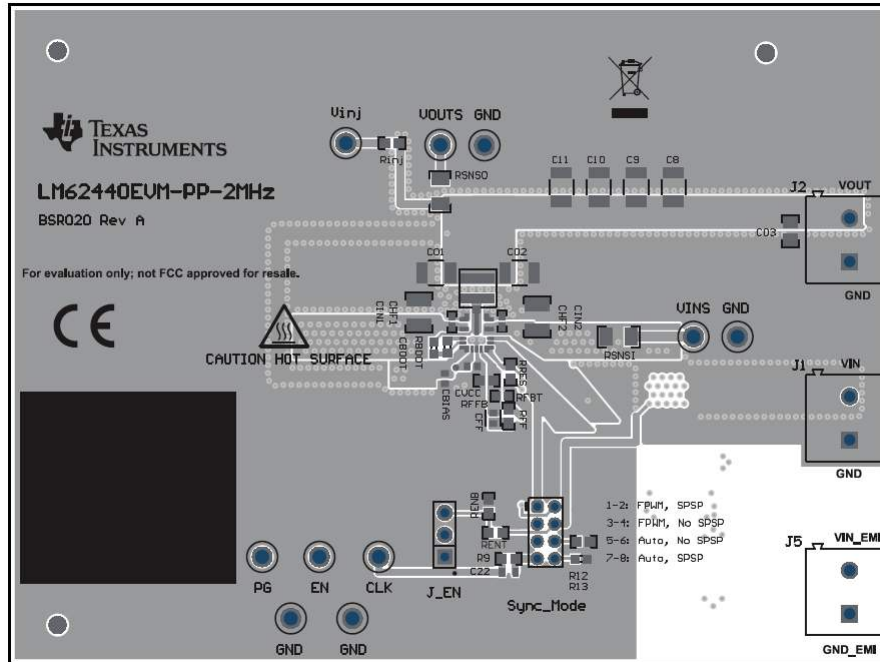 Vinj
VOUTS
GND
TEXAS
INSTRUMENTS
Rinj
RSNSO
C11
C10
C9
C8
J2
VOUT
LM62440EVM-PP-2MHz
BSR020 Rev A
CO3
CO1
CO2
For evaluation only; not FCC approved for resale.
GND
CIN1
CHF1
RBOOT
CBOOT
CIN2
CHF2
VINS
GND
CE
CAUTION HOT SURFACE
RSNSI
J1
VIN
CVCC
CBIAS
RFFB
RFBT
RPES
CFF
RFF
GND
RENB
RENT
1-2: FPWM, SPSP
3-4: FPWM, No SPSP
5-6: Auto, No SPSP
7-8: Auto, SPSP
J5
VIN_EMI
R9
C22
R12
R13
PG
EN
CLK
J_EN
Sync_Mode
GND
GND
GND_EMI